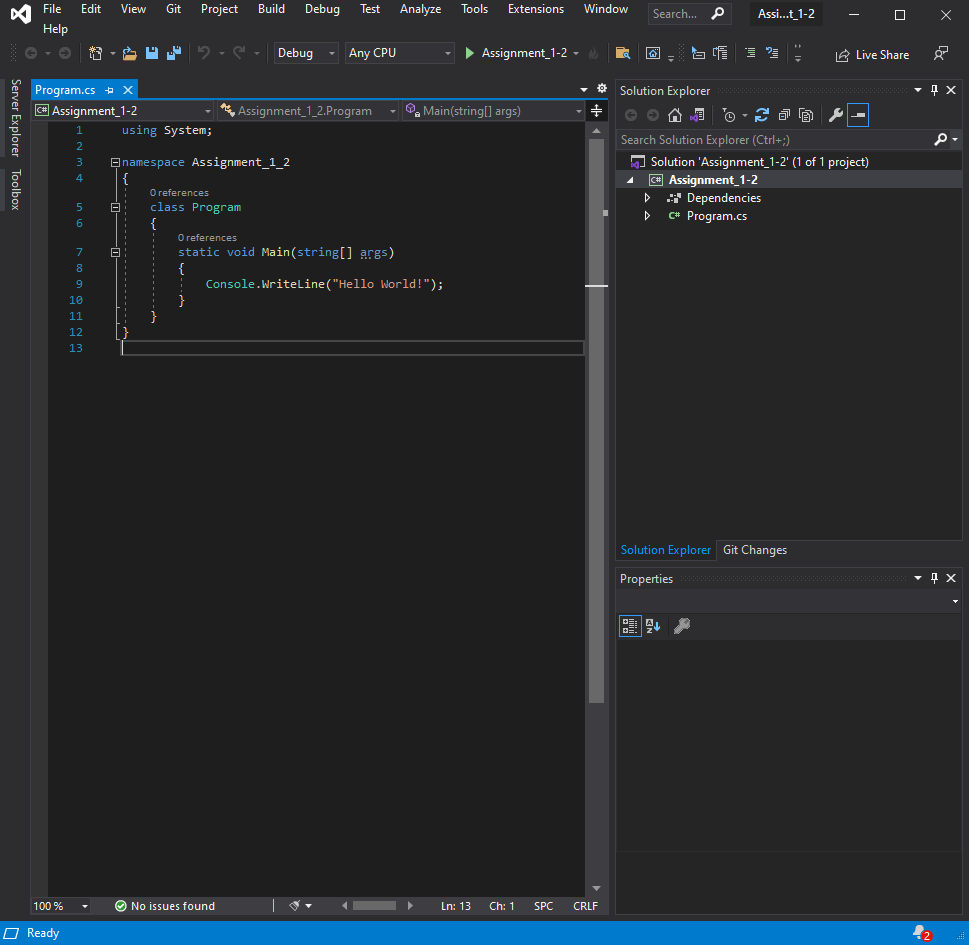 File Edit View Git Project Build Debug Test Analyze Tools Extensions Window Search... Assi...t_1-2
Help
Debug Any CPU Assignment_1-2 Live Share
Server Explorer
Toolbox
Program.cs
Assignment_1-2 Assignment_1_2.Program Main(string[] args)
1 using System;
2
3 namespace Assignment_1_2
4 {
0 references
5 class Program
6 {
0 references
7 static void Main(string[] args)
8 {
9 Console.WriteLine("Hello World!");
10 }
11 }
12 }
13
100 % No issues found Ln: 13 Ch: 1 SPC CRLF
Solution Explorer
Search Solution Explorer (Ctrl+;)
Solution 'Assignment_1-2' (1 of 1 project)
C# Assignment_1-2
Dependencies
C# Program.cs
Solution Explorer Git Changes
Properties
Ready 2